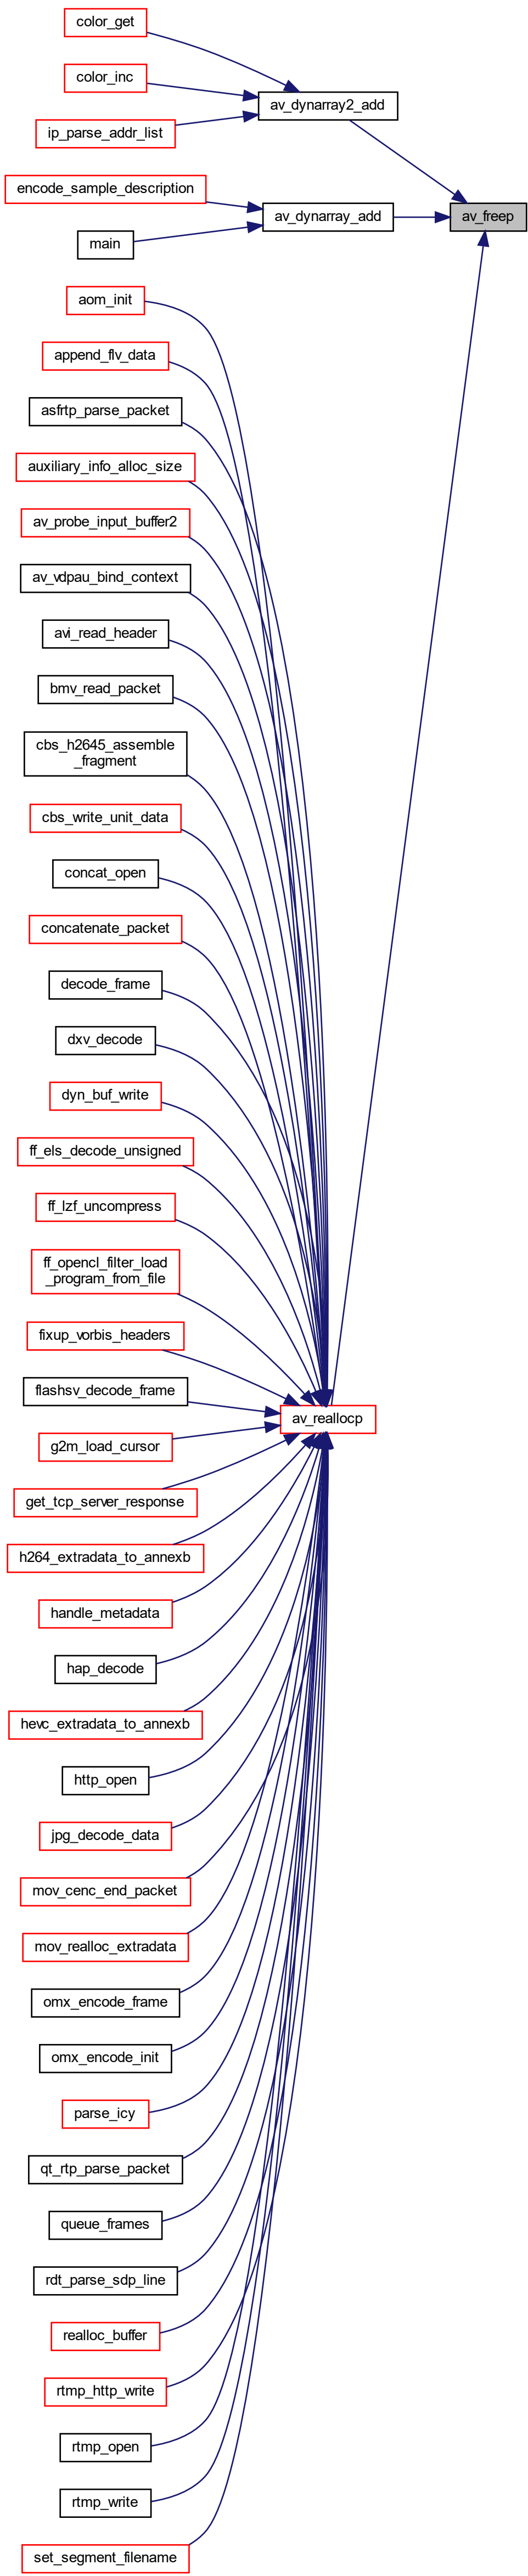 color_get
color_inc
av_dynarray2_add
ip_parse_addr_list
encode_sample_description
av_dynarray_add
av_freep
main
aom_init
append_flv_data
asfrtp_parse_packet
auxiliary_info_alloc_size
av_probe_input_buffer2
av_vdpau_bind_context
avi_read_header
bmv_read_packet
cbs_h2645_assemble
_fragment
cbs_write_unit_data
concat_open
concatenate_packet
decode_frame
dxv_decode
dyn_buf_write
ff_els_decode_unsigned
ff_lzf_uncompress
ff_opencl_filter_load
_program_from_file
fixup_vorbis_headers
flashsv_decode_frame
av_reallocp
g2m_load_cursor
get_tcp_server_response
h264_extradata_to_annexb
handle_metadata
hap_decode
hevc_extradata_to_annexb
http_open
jpg_decode_data
mov_cenc_end_packet
mov_realloc_extradata
omx_encode_frame
omx_encode_init
parse_icy
qt_rtp_parse_packet
queue_frames
rdt_parse_sdp_line
realloc_buffer
rtmp_http_write
rtmp_open
rtmp_write
set_segment_filename